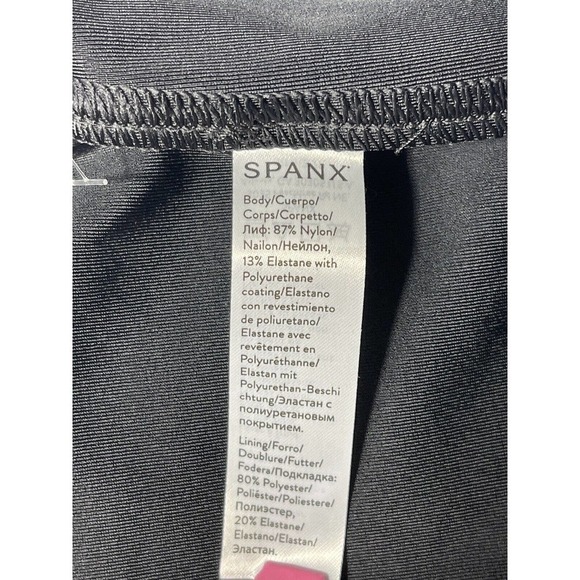 SPANX
Body/Cuerpo/
Corps/Corpetto/
Лиф: 87% Nylon/
Nailon/Нейлон,
13% Elastane with
Polyurethane
coating/Elastano
con revestimiento
de poliuretano/
Elastane avec
revêtement en
Polyuréthanne/
Elastan mit
Polyurethan-Beschi
chtung/Эластан с
полиуретановым
покрытием.
Lining/Forro/
Doublure/Futter/
Fodera/Подкладка:
80% Polyester/
Poliéster/Poliestere/
Полиэстер,
20% Elastane/
Elastano/Elastan/
Эластан.